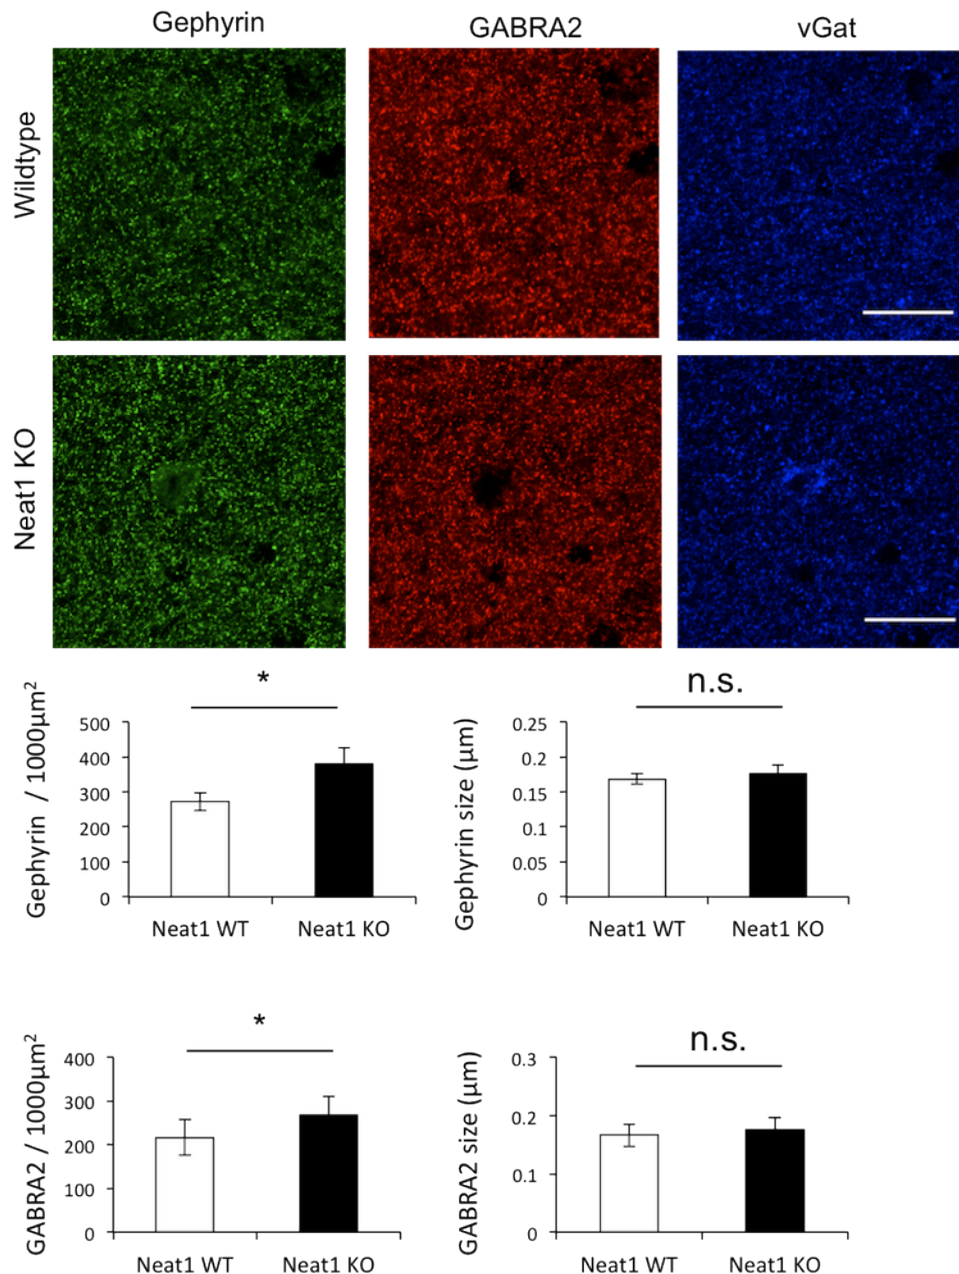 Gephyrin GABRA2 vGat
Wildtype
Neat1 KO
*
Gephyrin / 1000µm²
500
400
300
200
100
0
Neat1 WT Neat1 KO
n.s.
Gephyrin size (µm)
0.25
0.2
0.15
0.1
0.05
0
Neat1 WT Neat1 KO
*
GABRA2 / 1000µm²
400
300
200
100
0
Neat1 WT Neat1 KO
n.s.
GABRA2 size (µm)
0.3
0.2
0.1
0
Neat1 WT Neat1 KO